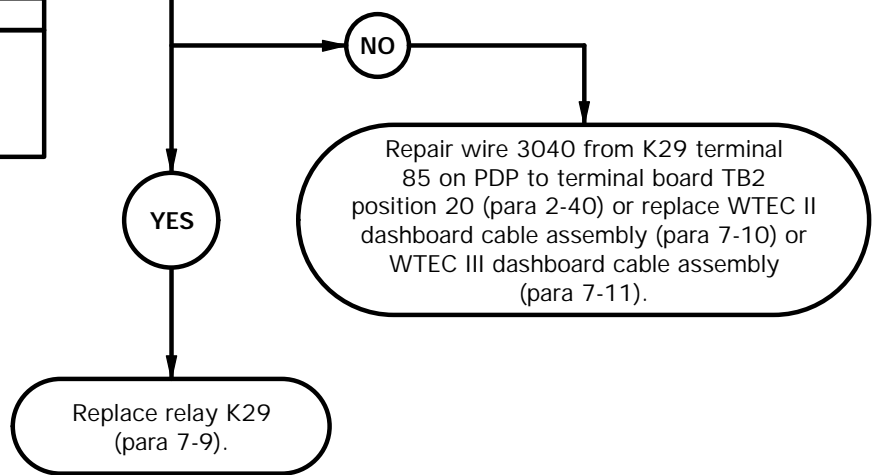 NO
Repair wire 3040 from K29 terminal
85 on PDP to terminal board TB2
position 20 (para 2-40) or replace WTEC II
dashboard cable assembly (para 7-10) or
WTEC III dashboard cable assembly
(para 7-11).
YES
Replace relay K29
(para 7-9).